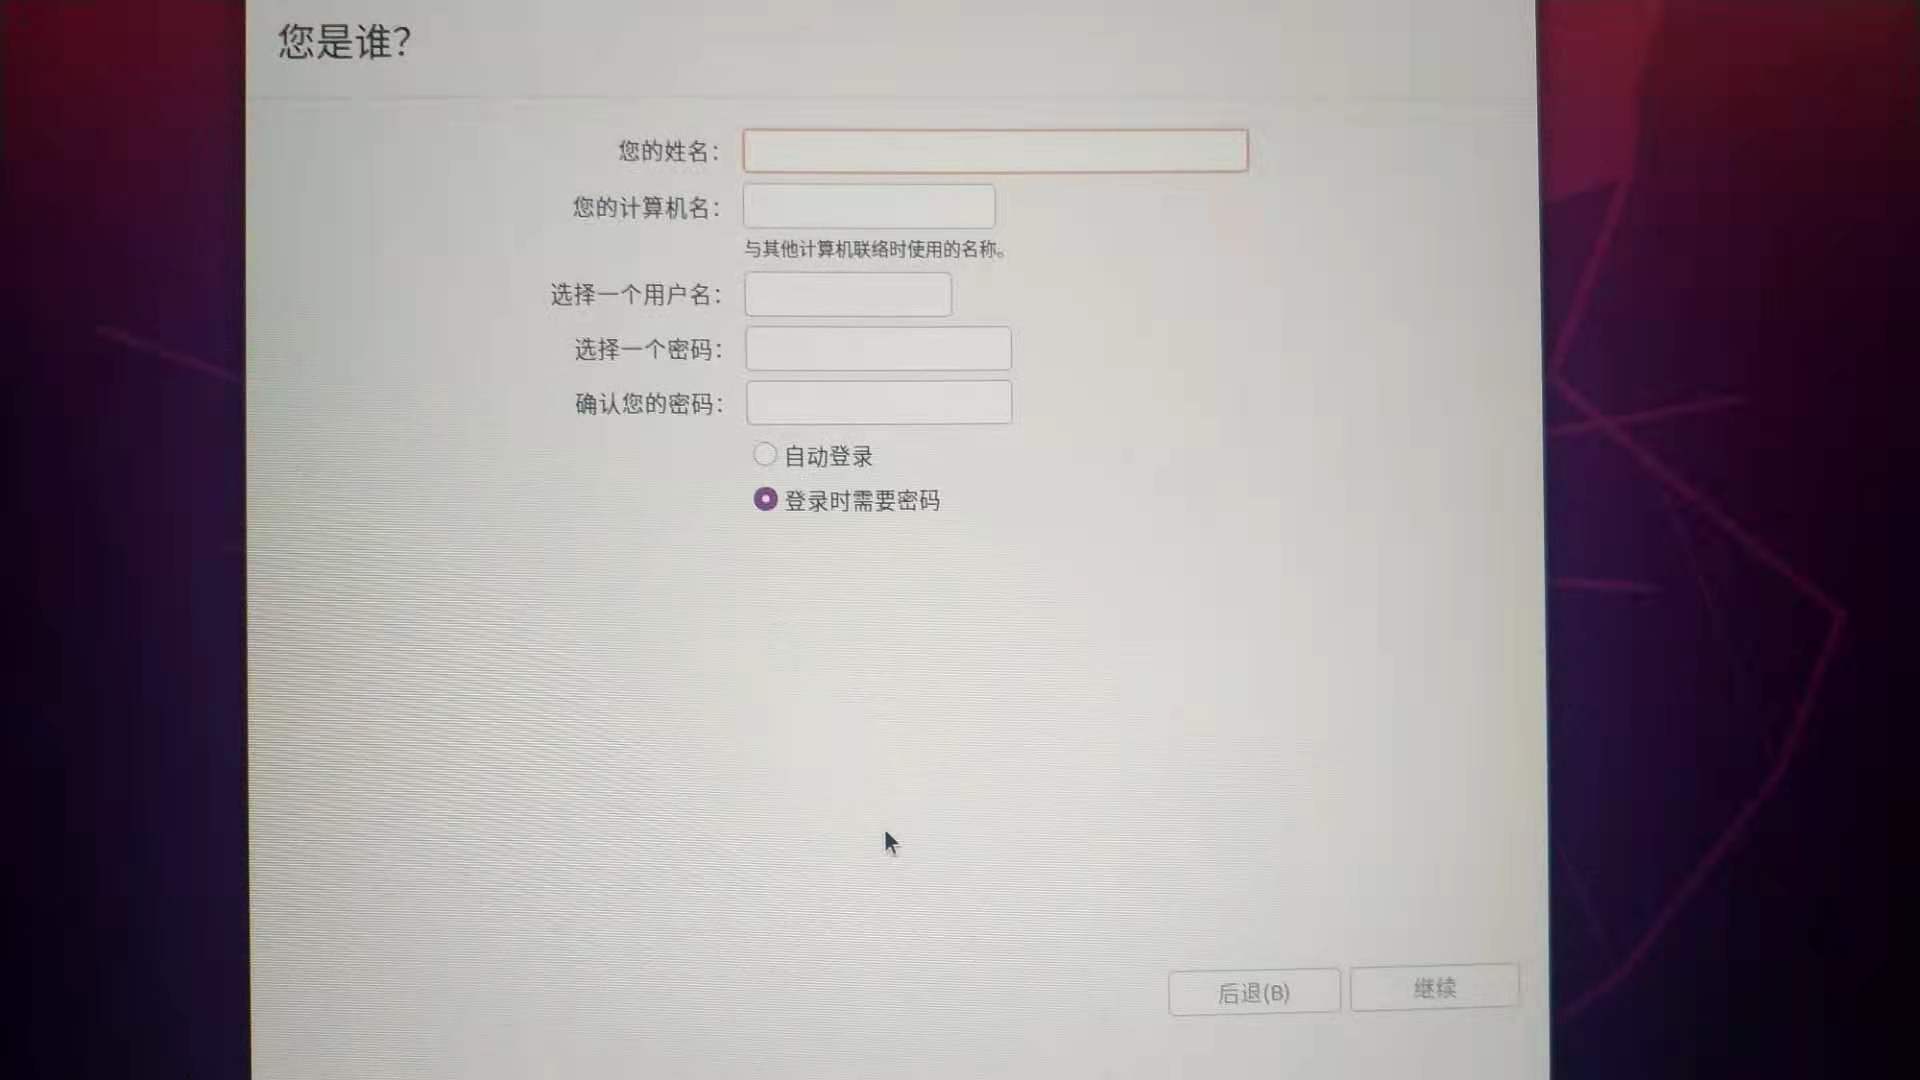 您是谁？
您的姓名：
您的计算机名：
与其他计算机联络时使用的名称。
选择一个用户名：
选择一个密码：
确认您的密码：
自动登录
登录时需要密码
后退(B)
继续